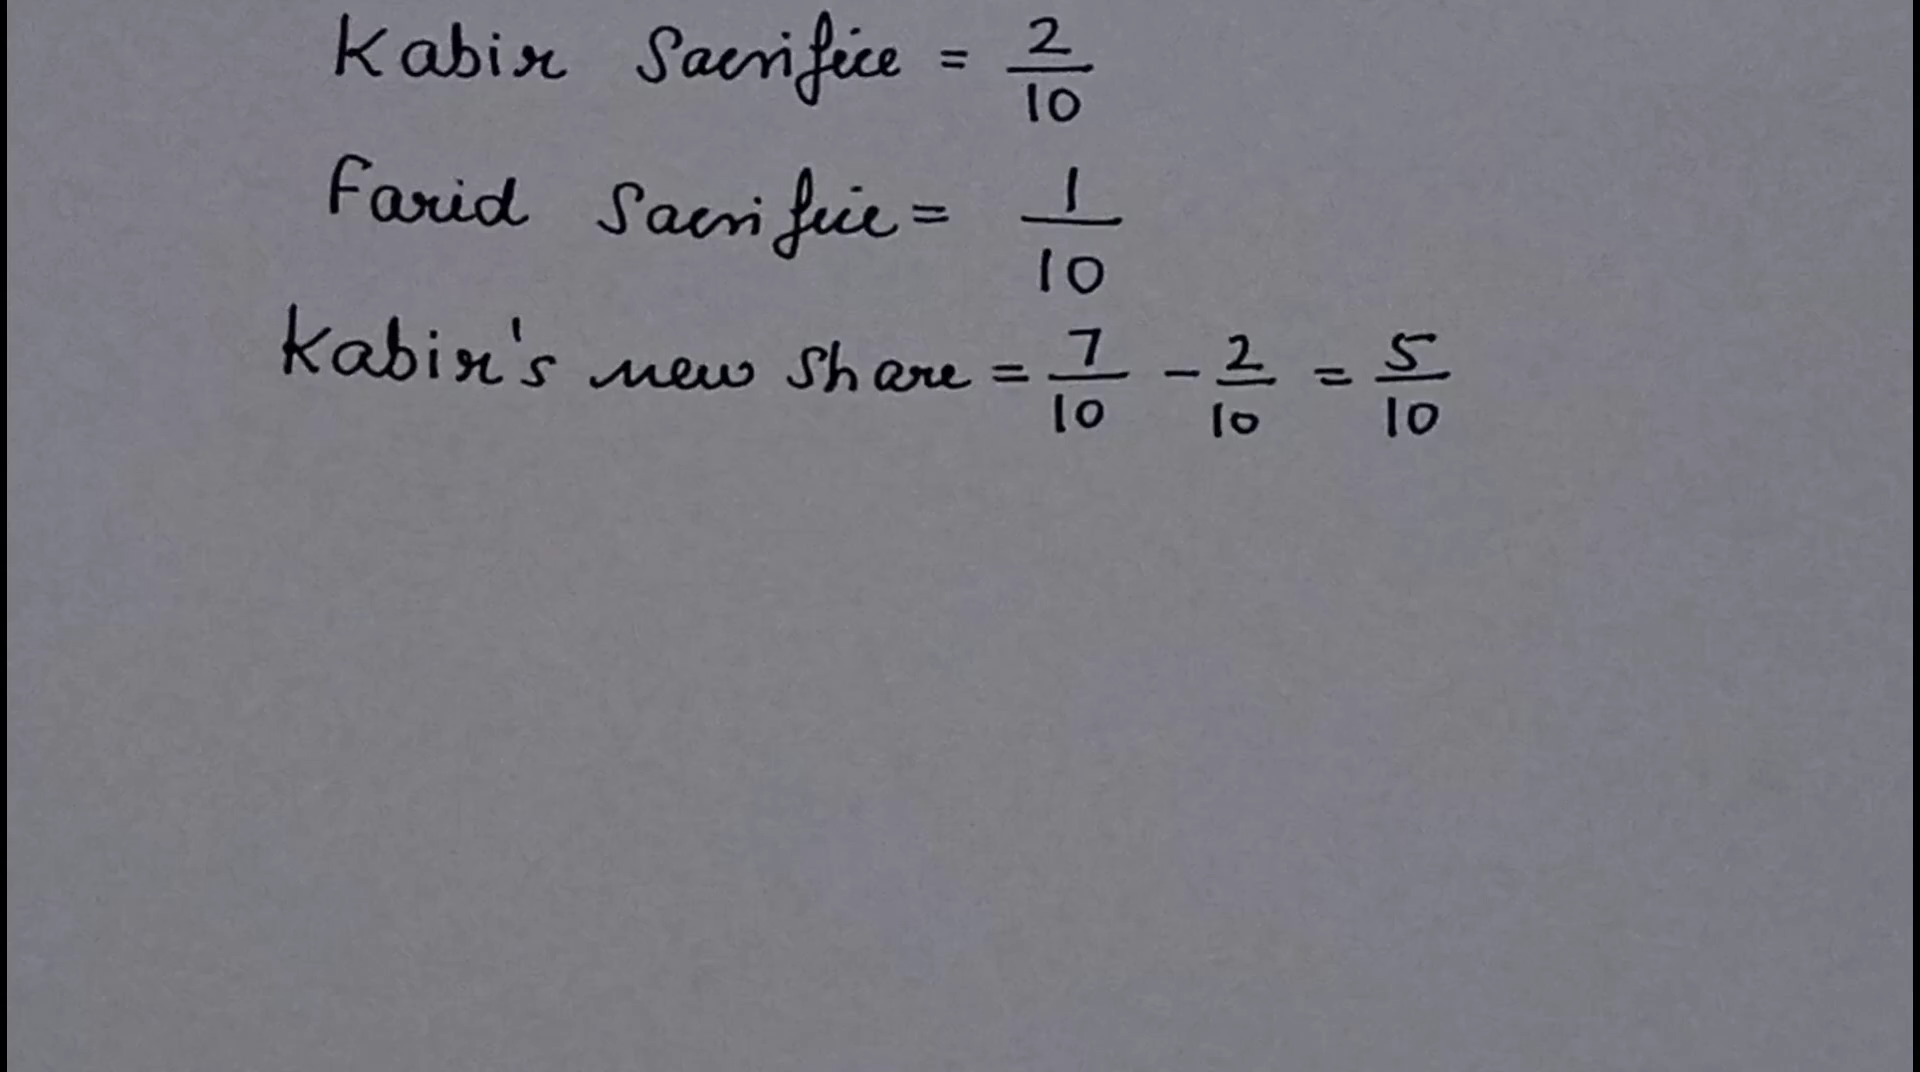 Kabir Sacrifice = 2/10
Farid Sacrifice = 1/10
Kabir's new share = 7/10 - 2/10 = 5/10